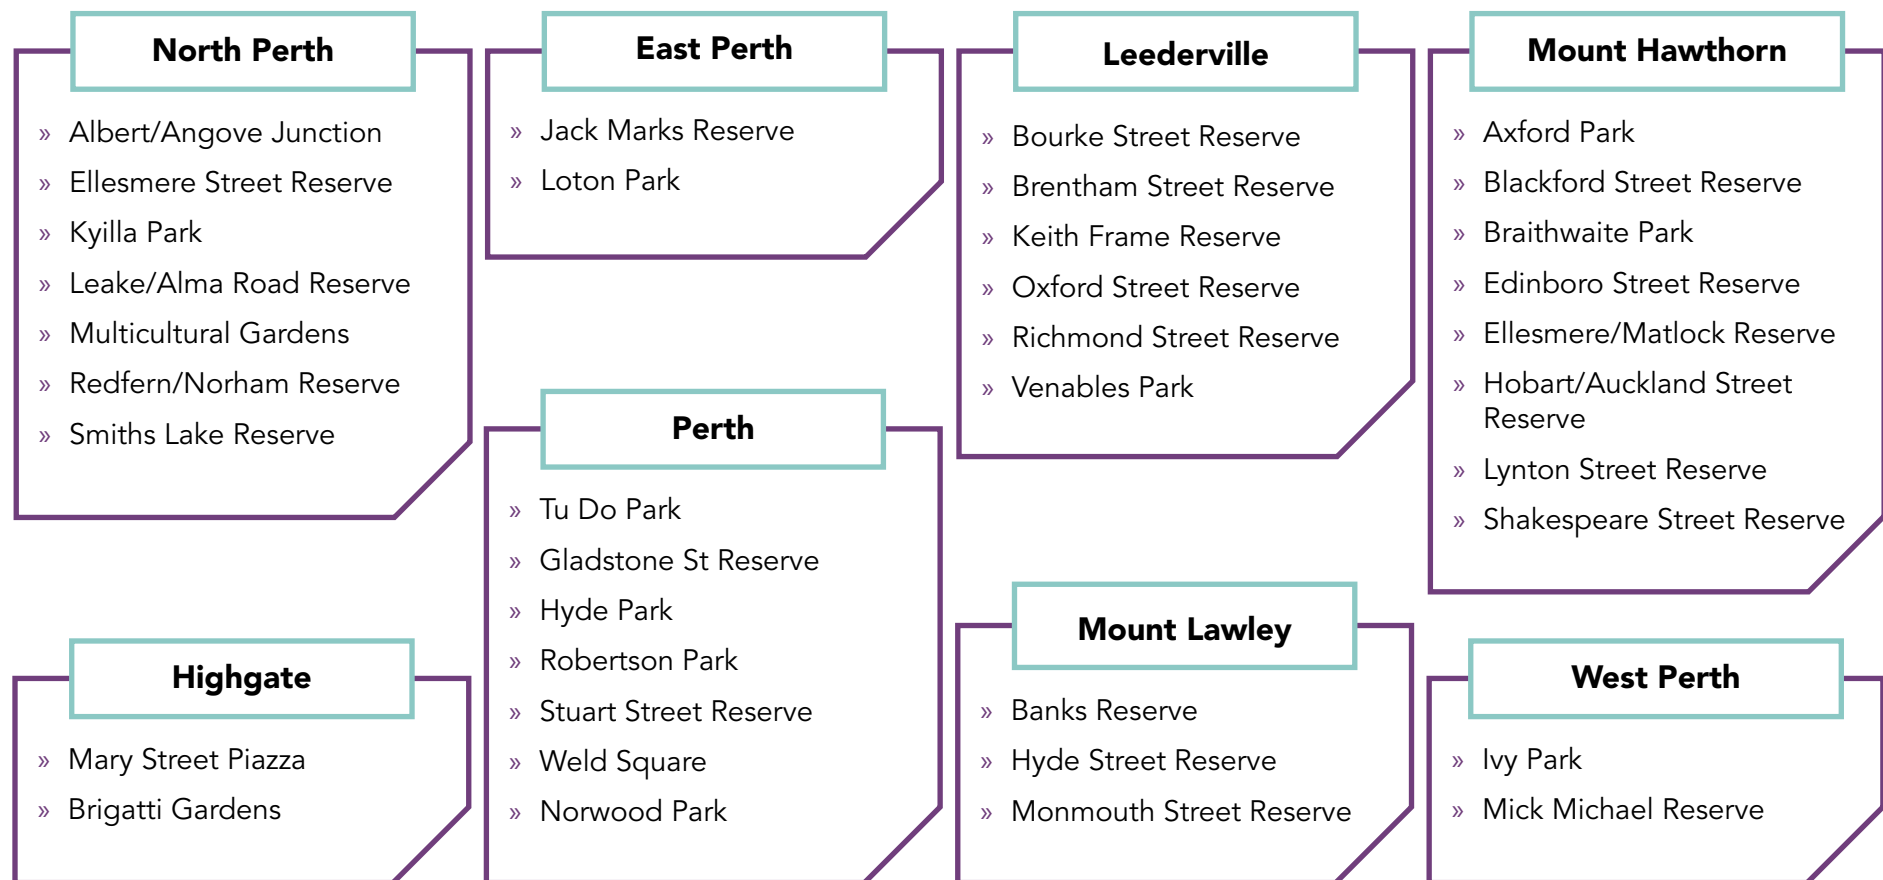 North Perth
» Albert/Angove Junction
» Ellesmere Street Reserve
» Kyilla Park
» Leake/Alma Road Reserve
» Multicultural Gardens
» Redfern/Norham Reserve
» Smiths Lake Reserve
East Perth
» Jack Marks Reserve
» Loton Park
Leederville
» Bourke Street Reserve
» Brentham Street Reserve
» Keith Frame Reserve
» Oxford Street Reserve
» Richmond Street Reserve
» Venables Park
Mount Hawthorn
» Axford Park
» Blackford Street Reserve
» Braithwaite Park
» Edinboro Street Reserve
» Ellesmere/Matlock Reserve
» Hobart/Auckland Street
Reserve
» Lynton Street Reserve
» Shakespeare Street Reserve
Highgate
» Mary Street Piazza
» Brigatti Gardens
Perth
» Tu Do Park
» Gladstone St Reserve
» Hyde Park
» Robertson Park
» Stuart Street Reserve
» Weld Square
» Norwood Park
Mount Lawley
» Banks Reserve
» Hyde Street Reserve
» Monmouth Street Reserve
West Perth
» Ivy Park
» Mick Michael Reserve